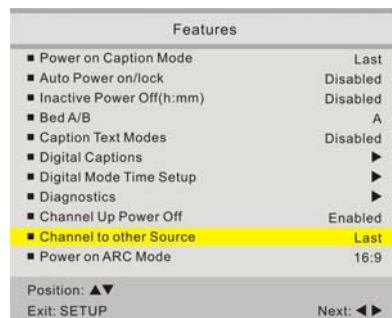 Features
■ Power on Caption Mode Last
■ Auto Power on/lock Disabled
■ Inactive Power Off(h:mm) Disabled
■ Bed A/B A
■ Caption Text Modes Disabled
■ Digital Captions ▶
■ Digital Mode Time Setup ▶
■ Diagnostics ▶
■ Channel Up Power Off Enabled
■ Channel to other Source Last
■ Power on ARC Mode 16:9
Position: ▲▼
Exit: SETUP Next: ◀ ▶